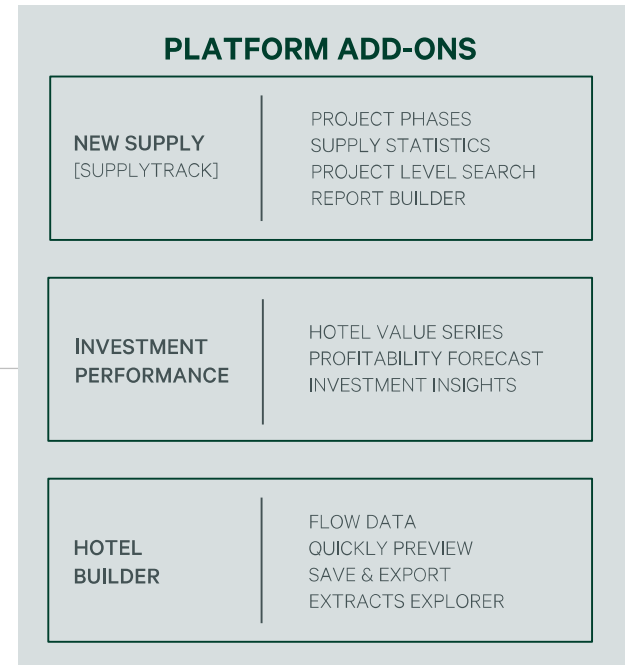 PLATFORM ADD-ONS
NEW SUPPLY
[SUPPLYTRACK]
PROJECT PHASES
SUPPLY STATISTICS
PROJECT LEVEL SEARCH
REPORT BUILDER
INVESTMENT
PERFORMANCE
HOTEL VALUE SERIES
PROFITABILITY FORECAST
INVESTMENT INSIGHTS
HOTEL
BUILDER
FLOW DATA
QUICKLY PREVIEW
SAVE & EXPORT
EXTRACTS EXPLORER